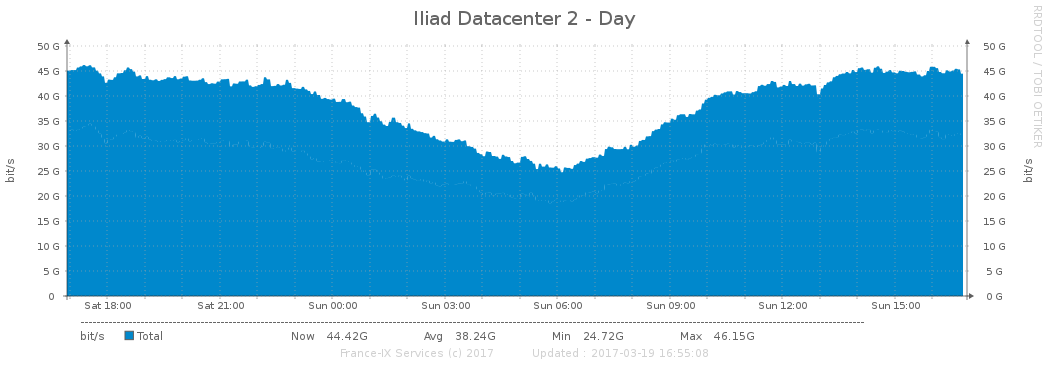 Iliad Datacenter 2 - Day
RRDTOOL / TOBI OETIKER
50 G 50 G
45 G 45 G
40 G 40 G
35 G 35 G
30 G 30 G
25 G 25 G
20 G 20 G
15 G 15 G
10 G 10 G
5 G 5 G
0 0 G
bit/s bit/s
Sat 18:00 Sat 21:00 Sun 00:00 Sun 03:00 Sun 06:00 Sun 09:00 Sun 12:00 Sun 15:00
bit/s Total Now 44.42G Avg 38.24G Min 24.72G Max 46.15G
France-IX Services (c) 2017 Updated : 2017-03-19 16:55:08